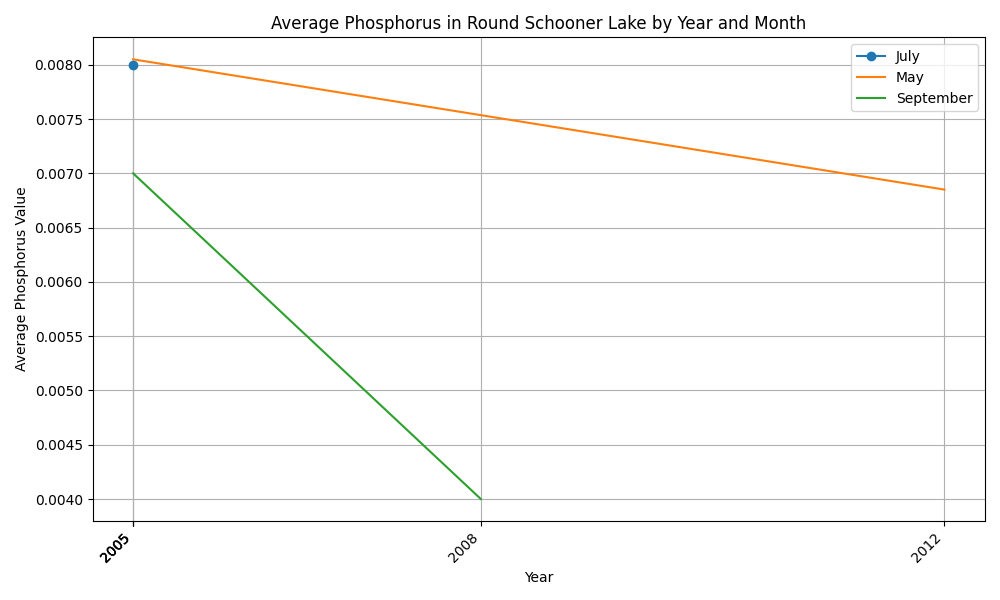 Average Phosphorus in Round Schooner Lake by Year and Month
July
May
September
Average Phosphorus Value
0.0080
0.0075
0.0070
0.0065
0.0060
0.0055
0.0050
0.0045
0.0040
2005
2008
2012
Year